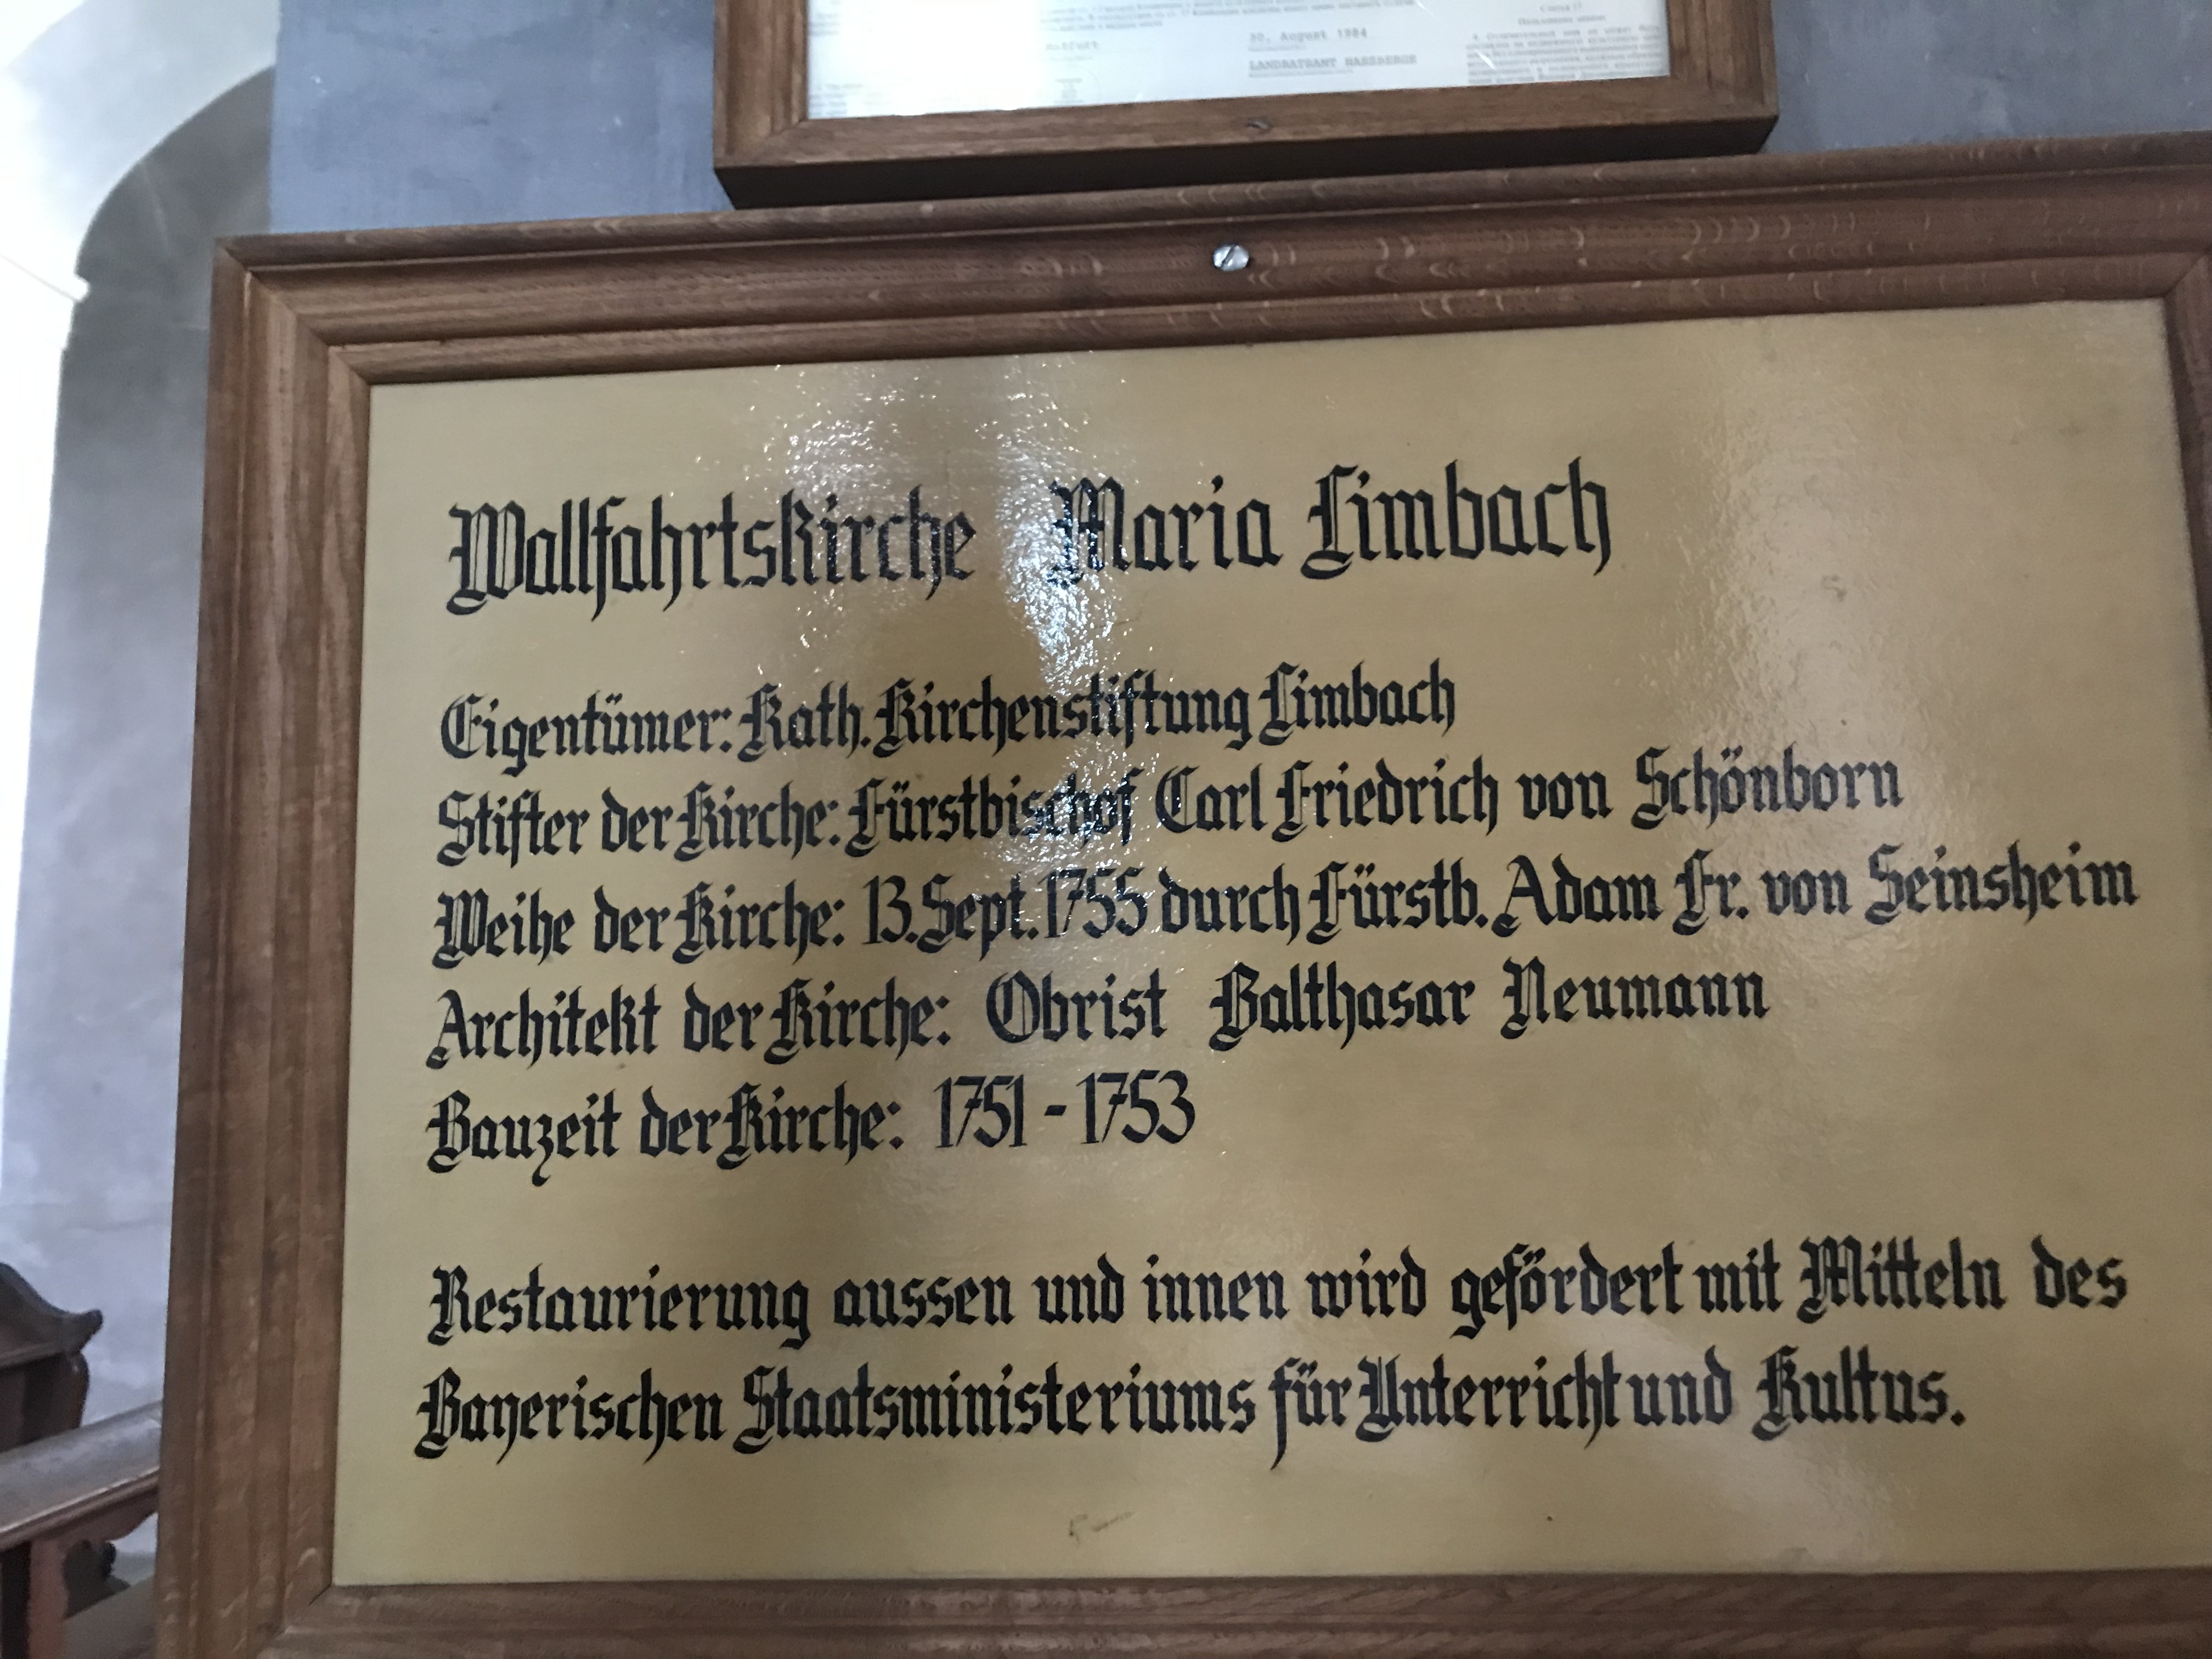 30. August 1984
LANDRATSAMT HASSBERGE
Wallfahrtskirche Maria Limbach
Eigentümer: Kath. Kirchenstiftung Limbach
Stifter der Kirche: Fürstbischof Carl Friedrich von Schönborn
Weihe der Kirche: 13. Sept. 1755 durch Fürstb. Adam Fr. von Seinsheim
Architekt der Kirche: Obrist Balthasar Neumann
Bauzeit der Kirche: 1751 - 1753
Restaurierung aussen und innen wird gefördert mit Mitteln des
Bayerischen Staatsministeriums für Unterricht und Kultus.